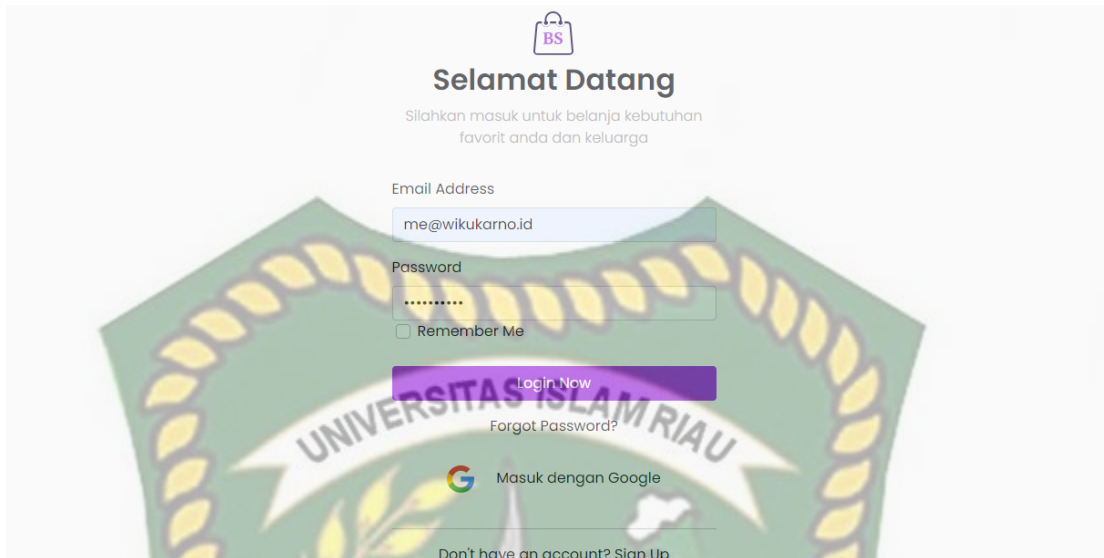 BS
Selamat Datang
Silahkan masuk untuk belanja kebutuhan
favorit anda dan keluarga
Email Address
me@wikukarno.id
Password
••••••••••
Remember Me
Login Now
UNIVERSITAS ISLAM RIAU
Forgot Password?
Masuk dengan Google
Don't have an account? Sign Up